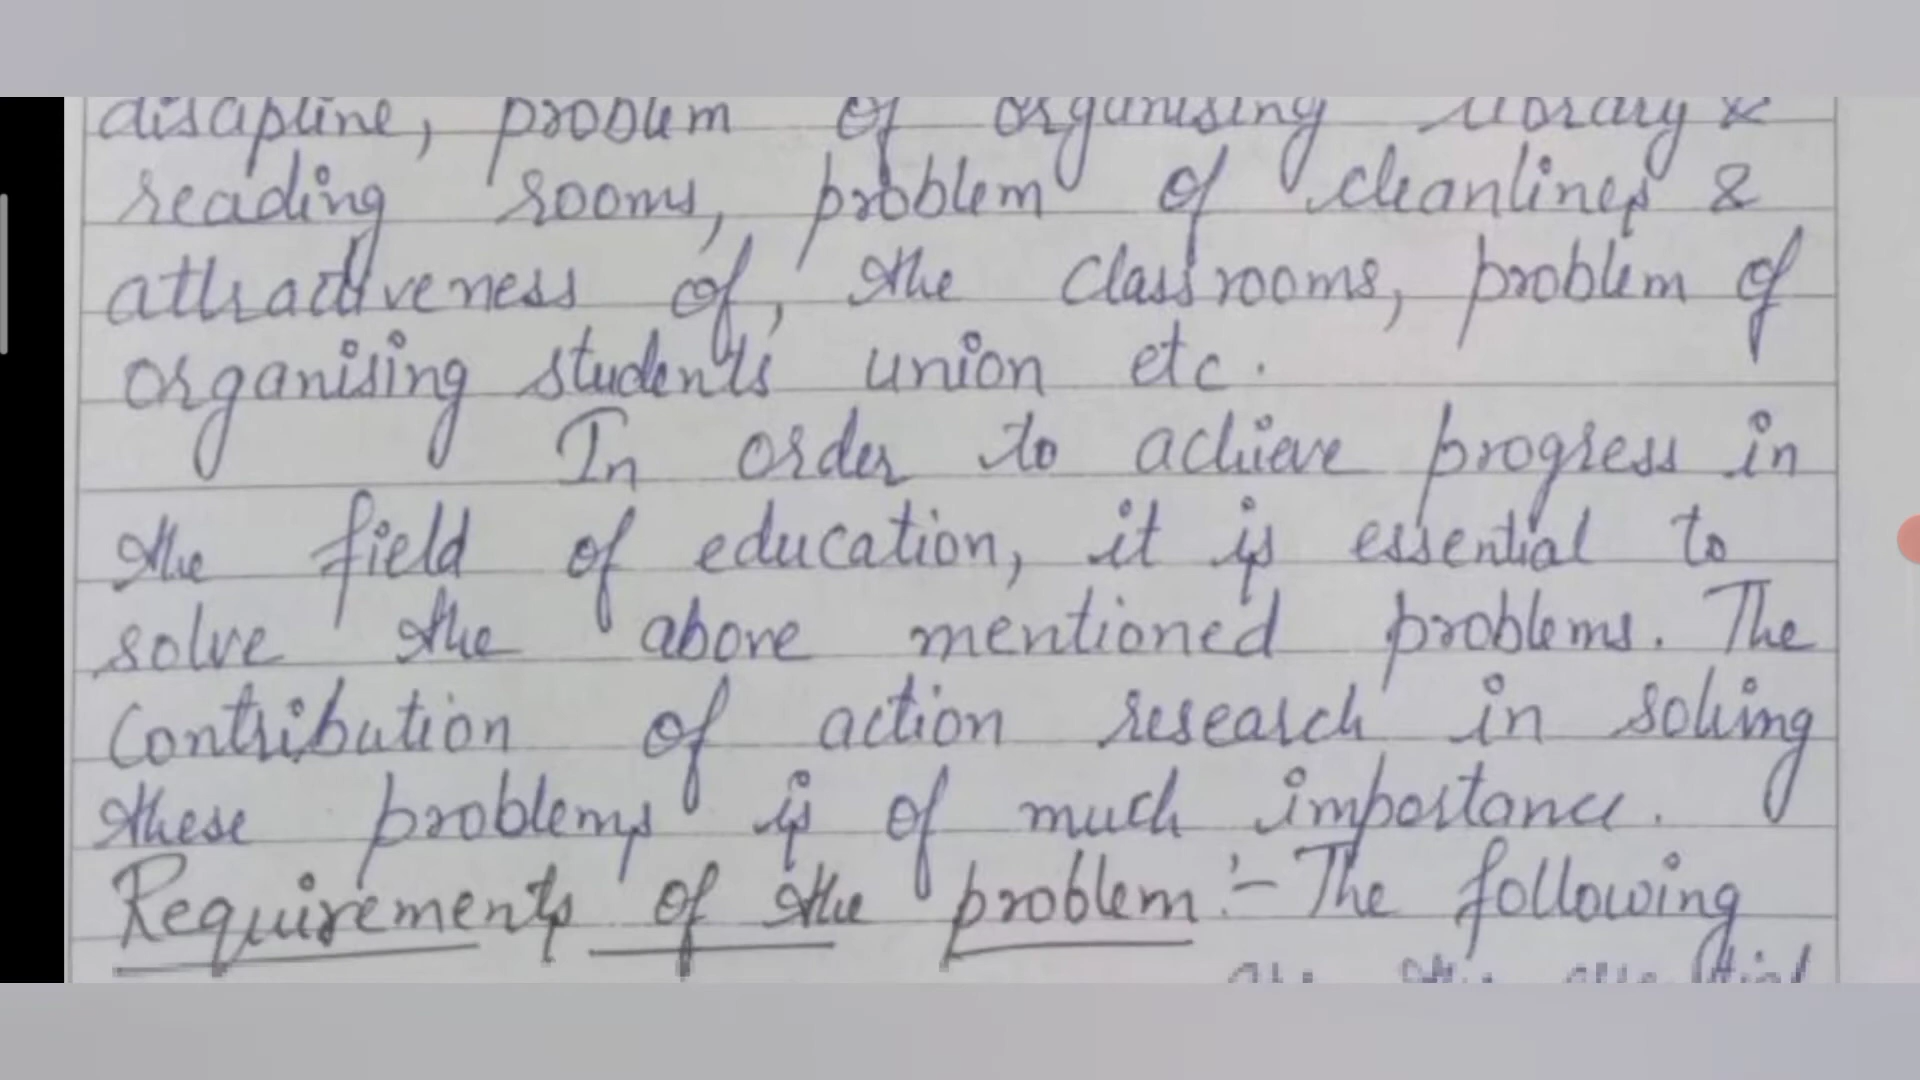 discipline, problem of organising library &
reading rooms, problem of cleanliness &
attractiveness of, the classrooms, problem of
organising students' union etc.
In order to achieve progress in
the field of education, it is essential to
solve the above mentioned problems. The
contribution of action research in solving
these problems is of much importance.
Requirements of the problem :- The following
are the essential